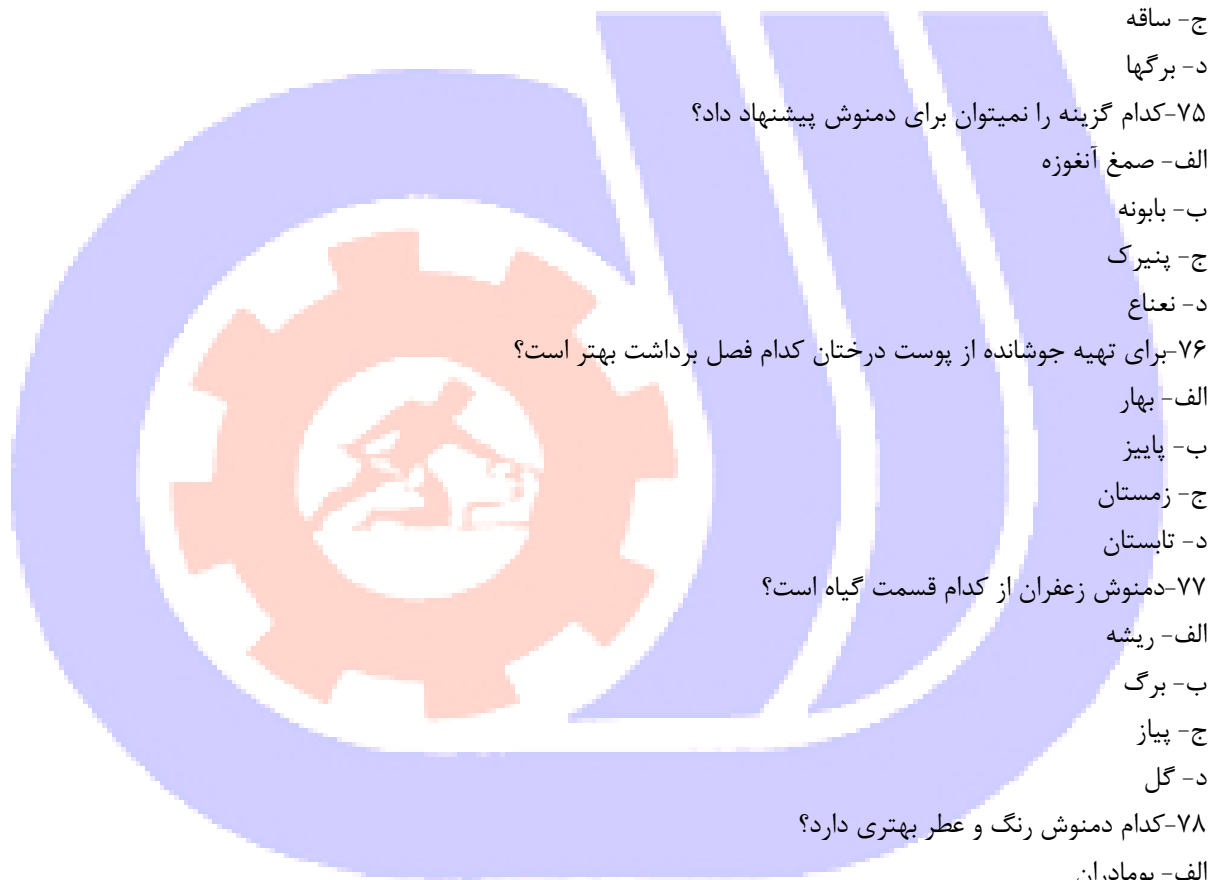 ج- ساقه
د- برگها
۷۵-کدام گزینه را نمیتوان برای دمنوش پیشنهاد داد؟
الف- صمغ آنغوزه
ب- بابونه
ج- پنیرک
د- نعناع
۷۶-برای تهیه جوشانده از پوست درختان کدام فصل برداشت بهتر است؟
الف- بهار
ب- پاییز
ج- زمستان
د- تابستان
۷۷-دمنوش زعفران از کدام قسمت گیاه است؟
الف- ریشه
ب- برگ
ج- پیاز
د- گل
۷۸-کدام دمنوش رنگ و عطر بهتری دارد؟
الف- بومادران